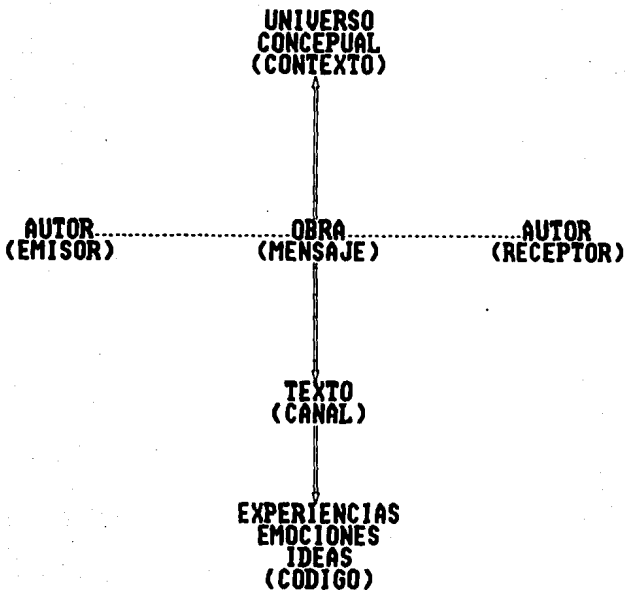 UNIVERSO
CONCEPUAL
(CONTEXTO)
AUTOR OBRA AUTOR
(EMISOR) (MENSAJE) (RECEPTOR)
TEXTO
(CANAL)
EXPERIENCIAS
EMOCIONES
IDEAS
(CODIGO)